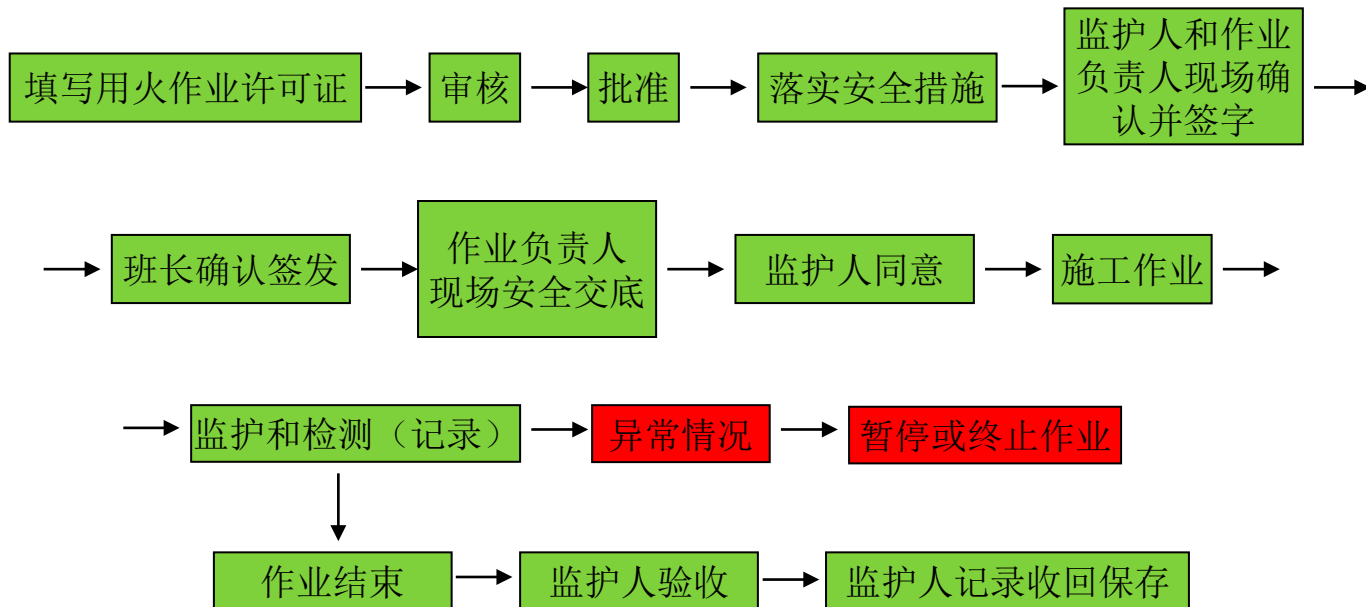 填写用火作业许可证
审核
批准
落实安全措施
监护人和作业
负责人现场确
认并签字
班长确认签发
作业负责人
现场安全交底
监护人同意
施工作业
监护和检测（记录）
异常情况
暂停或终止作业
作业结束
监护人验收
监护人记录收回保存